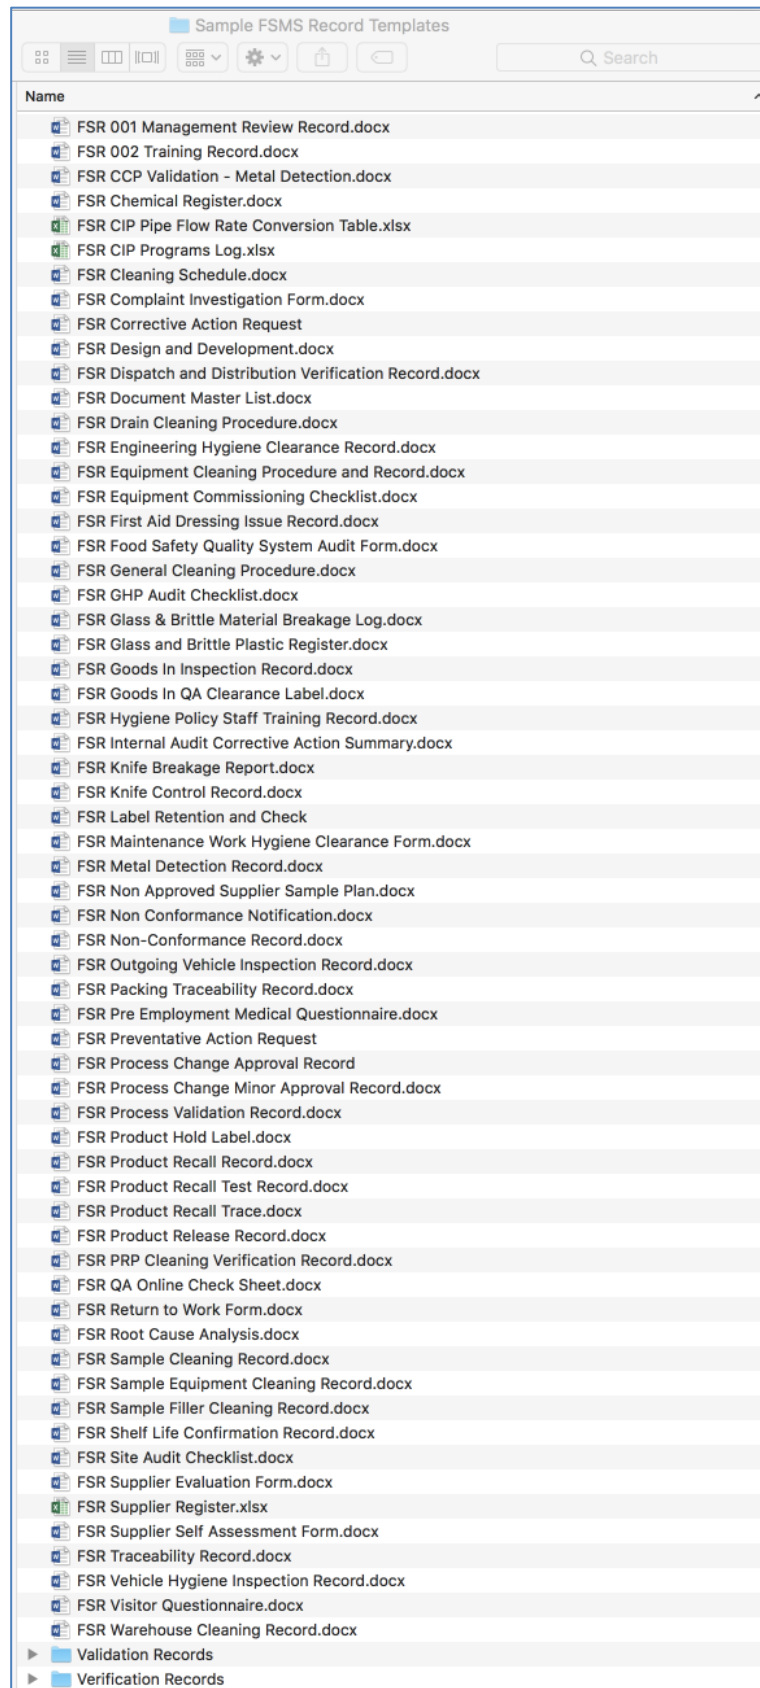 Sample FSMS Record Templates
Search
Name
FSR 001 Management Review Record.docx
FSR 002 Training Record.docx
FSR CCP Validation - Metal Detection.docx
FSR Chemical Register.docx
FSR CIP Pipe Flow Rate Conversion Table.xlsx
FSR CIP Programs Log.xlsx
FSR Cleaning Schedule.docx
FSR Complaint Investigation Form.docx
FSR Corrective Action Request
FSR Design and Development.docx
FSR Dispatch and Distribution Verification Record.docx
FSR Document Master List.docx
FSR Drain Cleaning Procedure.docx
FSR Engineering Hygiene Clearance Record.docx
FSR Equipment Cleaning Procedure and Record.docx
FSR Equipment Commissioning Checklist.docx
FSR First Aid Dressing Issue Record.docx
FSR Food Safety Quality System Audit Form.docx
FSR General Cleaning Procedure.docx
FSR GHP Audit Checklist.docx
FSR Glass & Brittle Material Breakage Log.docx
FSR Glass and Brittle Plastic Register.docx
FSR Goods In Inspection Record.docx
FSR Goods In QA Clearance Label.docx
FSR Hygiene Policy Staff Training Record.docx
FSR Internal Audit Corrective Action Summary.docx
FSR Knife Breakage Report.docx
FSR Knife Control Record.docx
FSR Label Retention and Check
FSR Maintenance Work Hygiene Clearance Form.docx
FSR Metal Detection Record.docx
FSR Non Approved Supplier Sample Plan.docx
FSR Non Conformance Notification.docx
FSR Non-Conformance Record.docx
FSR Outgoing Vehicle Inspection Record.docx
FSR Packing Traceability Record.docx
FSR Pre Employment Medical Questionnaire.docx
FSR Preventative Action Request
FSR Process Change Approval Record
FSR Process Change Minor Approval Record.docx
FSR Process Validation Record.docx
FSR Product Hold Label.docx
FSR Product Recall Record.docx
FSR Product Recall Test Record.docx
FSR Product Recall Trace.docx
FSR Product Release Record.docx
FSR PRP Cleaning Verification Record.docx
FSR QA Online Check Sheet.docx
FSR Return to Work Form.docx
FSR Root Cause Analysis.docx
FSR Sample Cleaning Record.docx
FSR Sample Equipment Cleaning Record.docx
FSR Sample Filler Cleaning Record.docx
FSR Shelf Life Confirmation Record.docx
FSR Site Audit Checklist.docx
FSR Supplier Evaluation Form.docx
FSR Supplier Register.xlsx
FSR Supplier Self Assessment Form.docx
FSR Traceability Record.docx
FSR Vehicle Hygiene Inspection Record.docx
FSR Visitor Questionnaire.docx
FSR Warehouse Cleaning Record.docx
Validation Records
Verification Records